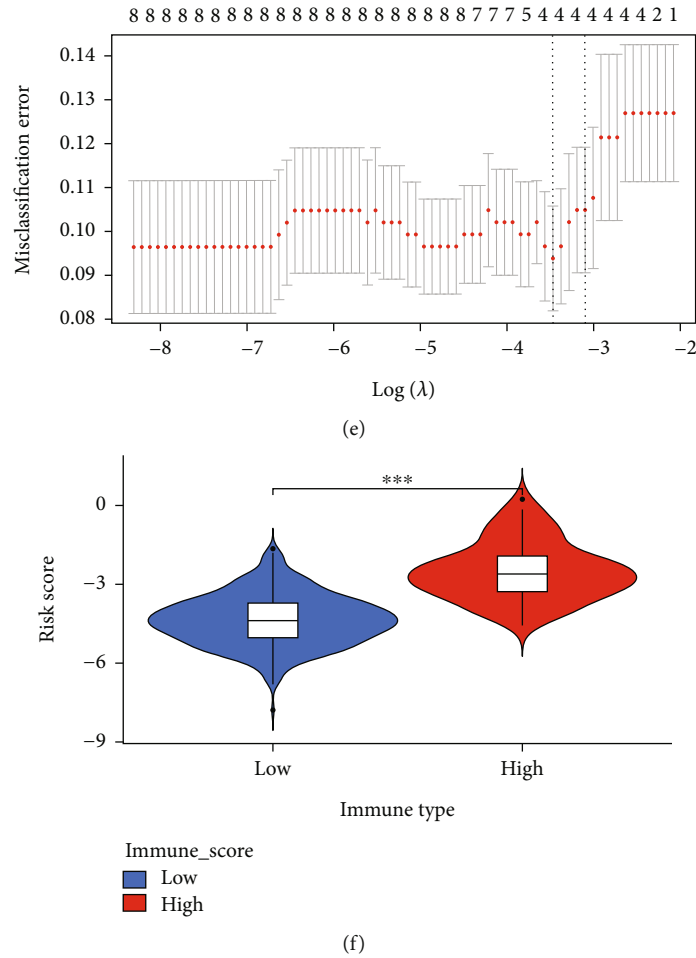 8 8 8 8 8 8 8 8 8 8 8 8 8 8 8 8 8 8 8 8 8 7 7 7 5 4 4 4 4 4 4 4 2 1
0.14
0.13
0.12
0.11
0.10
0.09
0.08
Misclassification error
−8 −7 −6 −5 −4 −3 −2
Log (λ)
(e)
***
0
−3
−6
−9
Risk score
Low High
Immune type
Immune_score
Low
High
(f)